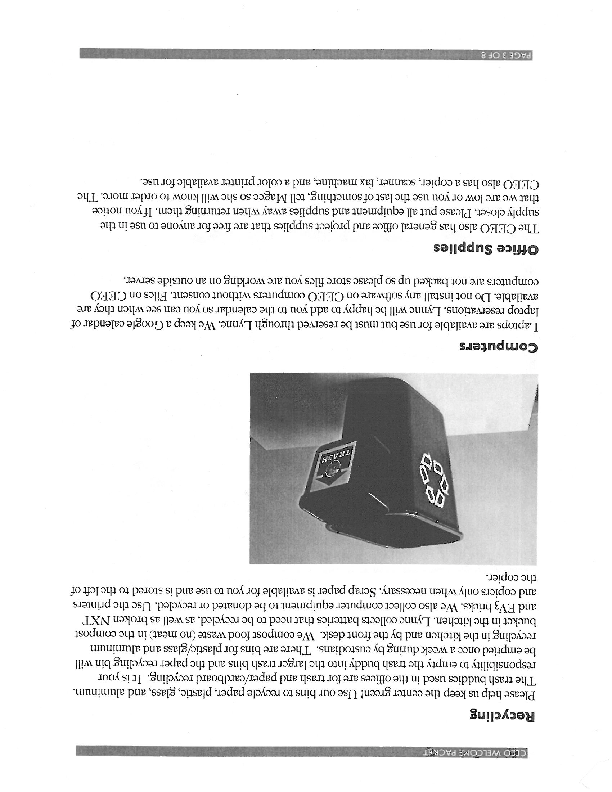 CEEO WELCOME PACKET
Recycling
Please help us keep the center green! Use our bins to recycle paper, plastic, glass, and aluminum.
The trash buddies used in the offices are for trash and paper/cardboard recycling. It is your
responsibility to empty the trash buddy into the larger trash bins and the paper recycling bin will
be emptied once a week during by custodians. There are bins for plastic/glass and aluminum
recycling in the kitchen and by the front desk. We compost food waste (no meat) in the compost
bucket in the kitchen. Lynne collects batteries that need to be recycled, as well as broken NXT
and EV3 bricks. We also collect computer equipment to be donated or recycled. Use the printers
and copiers only when necessary. Scrap paper is available for you to use and is stored to the left of
the copier.
TRASH
Computers
Laptops are available for use but must be reserved through Lynne. We keep a Google calendar of
laptop reservations. Lynne will be happy to add you to the calendar so you can see when they are
available. Do not install any software on CEEO computers without consent. Files on CEEO
computers are not backed up so please store files you are working on an outside server.
Office Supplies
The CEEO also has general office and project supplies that are free for anyone to use in the
supply closet. Please put all equipment and supplies away when returning them. If you notice
that we are low or you use the last of something, tell Magee so she will know to order more. The
CEEO also has a copier, scanner, fax machine, and a color printer available for use.
PAGE 3 OF 8